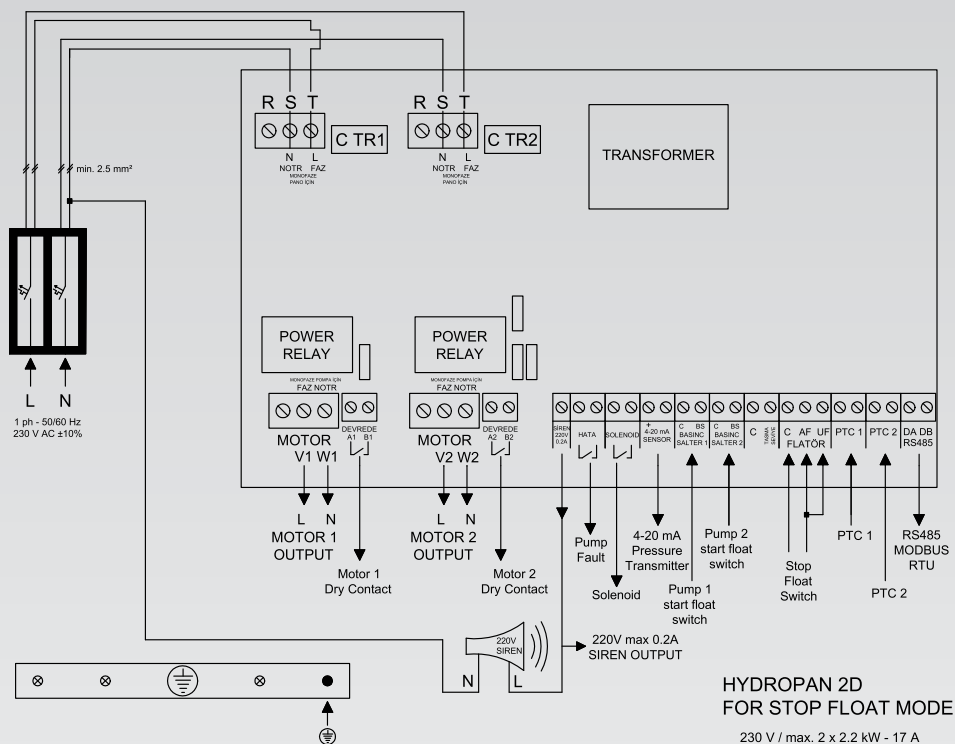 R S T
C TR1
N L
NOTR FAZ
MONOFAZE
PANO İÇİN
R S T
C TR2
N L
NOTR FAZ
MONOFAZE
PANO İÇİN
TRANSFORMER
min. 2.5 mm²
L N
1 ph - 50/60 Hz
230 V AC ±10%
POWER
RELAY
MONOFAZE POMPA İÇİN
FAZ NOTR
MOTOR
V1 W1
DEVREDE
A1 B1
POWER
RELAY
MONOFAZE POMPA İÇİN
FAZ NOTR
MOTOR
V2 W2
DEVREDE
A2 B2
SİREN
220V
0.2A
HATA
SOLENOID
+
4-20 mA
SENSOR
C BS
BASINC
SALTER 1
C BS
BASINC
SALTER 2
C
TAŞMA
SEVİYE
C AF UF
FLATÖR
PTC 1
PTC 2
DA DB
RS485
L N
MOTOR 1
OUTPUT
Motor 1
Dry Contact
L N
MOTOR 2
OUTPUT
Motor 2
Dry Contact
Pump
Fault
Solenoid
4-20 mA
Pressure
Transmitter
Pump 1
start float
switch
Pump 2
start float
switch
Stop
Float
Switch
PTC 1
PTC 2
RS485
MODBUS
RTU
220V
SIREN
N L
220V max 0.2A
SIREN OUTPUT
HYDROPAN 2D
FOR STOP FLOAT MODE
230 V / max. 2 x 2.2 kW - 17 A